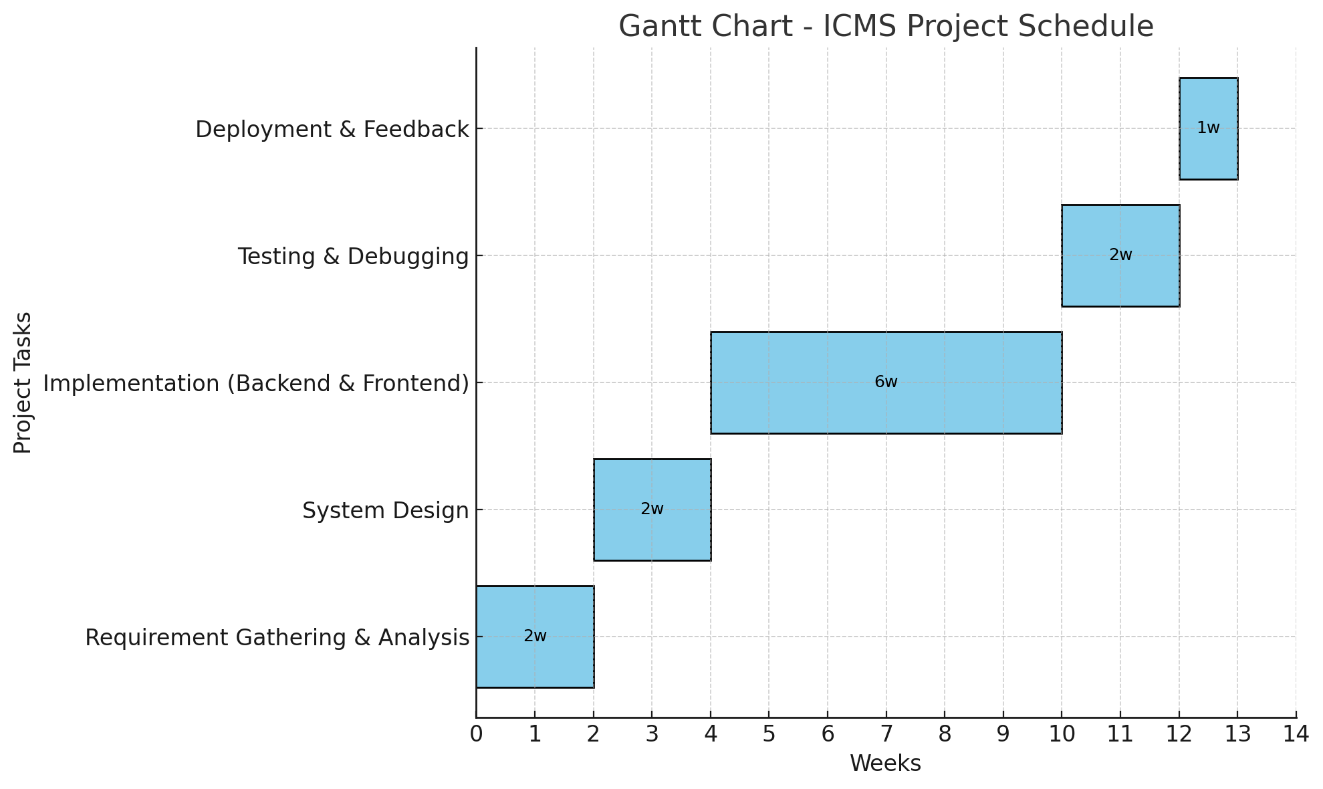 Gantt Chart - ICMS Project Schedule
Project Tasks
Deployment & Feedback
1w
Testing & Debugging
2w
Implementation (Backend & Frontend)
6w
System Design
2w
Requirement Gathering & Analysis
2w
0 1 2 3 4 5 6 7 8 9 10 11 12 13 14
Weeks